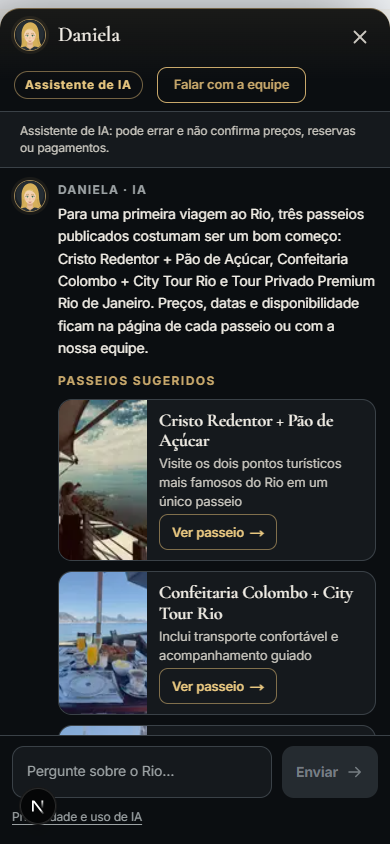 Daniela
Assistente de IA
Falar com a equipe
Assistente de IA: pode errar e não confirma preços, reservas
ou pagamentos.
DANIELA · IA
Para uma primeira viagem ao Rio, três passeios
publicados costumam ser um bom começo:
Cristo Redentor + Pão de Açúcar, Confeitaria
Colombo + City Tour Rio e Tour Privado Premium
Rio de Janeiro. Preços, datas e disponibilidade
ficam na página de cada passeio ou com a
nossa equipe.
PASSEIOS SUGERIDOS
Cristo Redentor + Pão de
Açúcar
Visite os dois pontos turísticos
mais famosos do Rio em um
único passeio
Ver passeio →
Confeitaria Colombo + City
Tour Rio
Inclui transporte confortável e
acompanhamento guiado
Ver passeio →
Pergunte sobre o Rio...
Enviar →
N
e uso de IA